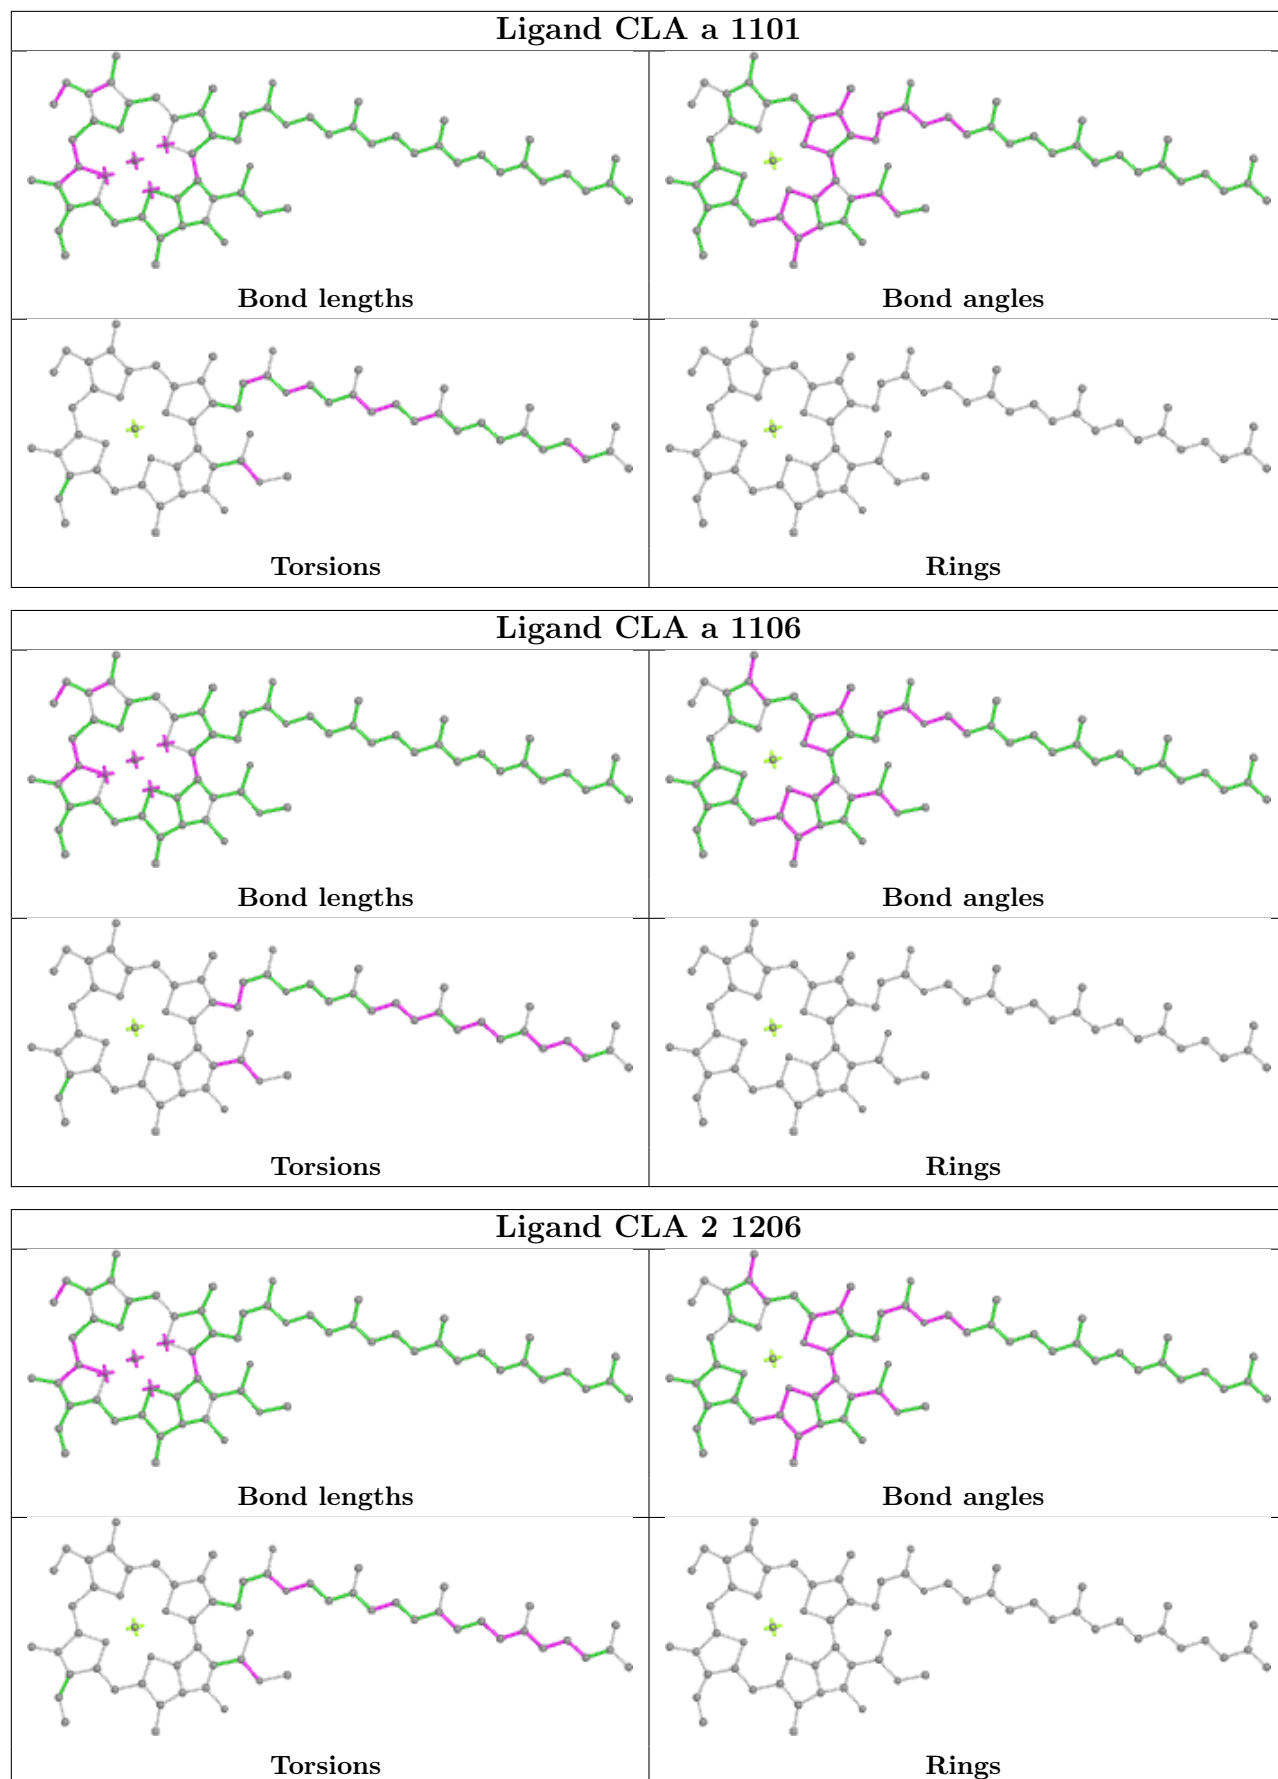 Ligand CLA a 1101
Bond lengths
Bond angles
Torsions
Rings
Ligand CLA a 1106
Bond lengths
Bond angles
Torsions
Rings
Ligand CLA 2 1206
Bond lengths
Bond angles
Torsions
Rings